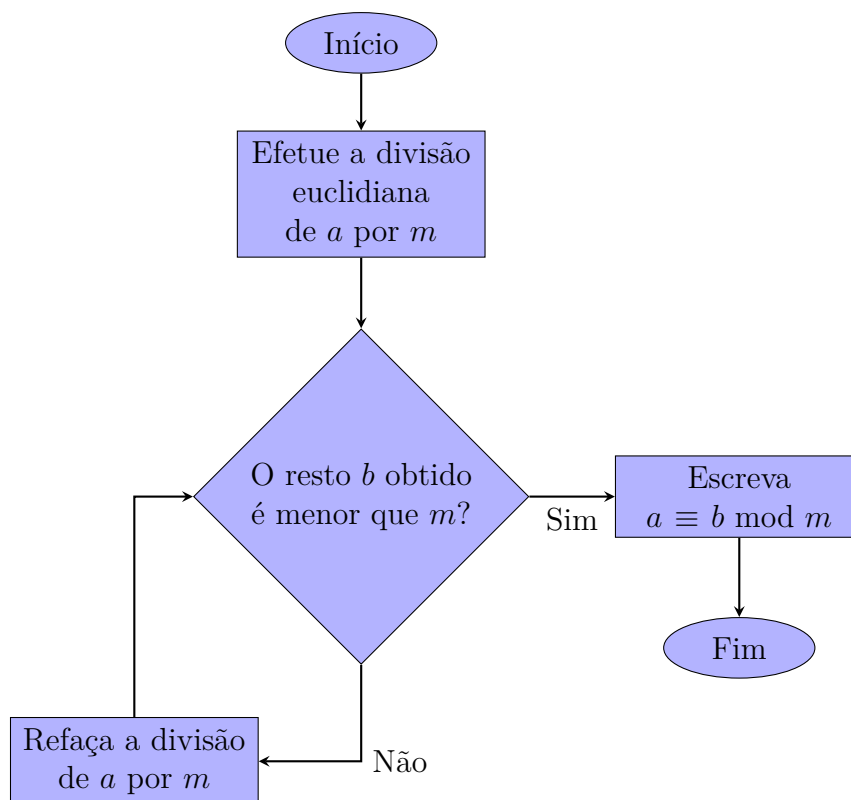 Início
Efetue a divisão
euclidiana
de a por m
O resto b obtido
é menor que m?
Sim
Escreva
a ≡ b mod m
Fim
Não
Refaça a divisão
de a por m